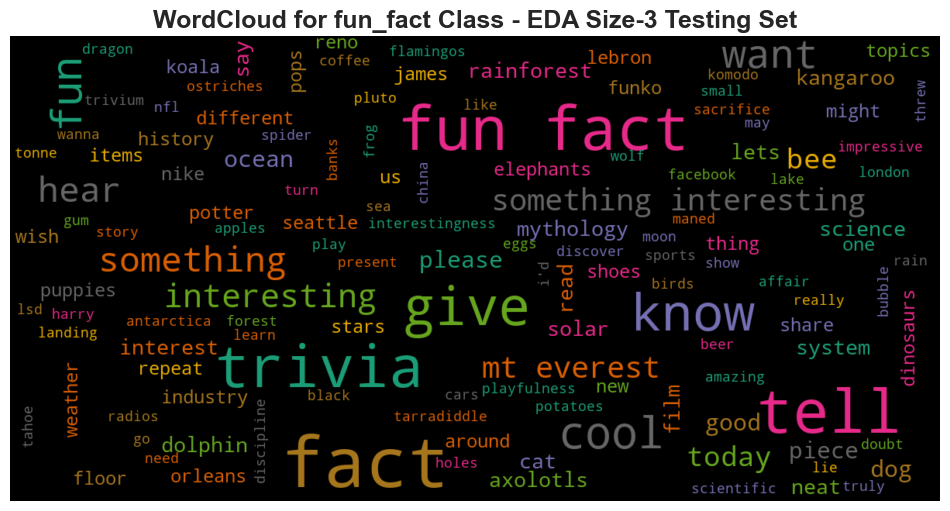 WordCloud for fun_fact Class - EDA Size-3 Testing Set
dragon
reno
flamingos
say
coffee
lebron
want
topics
fun
koala
pops
james
rainforest
komodo
kangaroo
ostriches
funko
small
trivium
nfl
pluto
like
sacrifice
might
threw
different
fun fact
may
wanna
history
spider
frog
wolf
lets
bee
impressive
tonne
items
ocean
banks
us
china
elephants
facebook
lake
london
nike
hear
turn
something interesting
potter
sea
maned
gum
apples
seattle
interestingness
mythology
moon
science
wish
story
play
eggs
discover
thing
one
something
present
please
i'd
read
shoes
sports
show
rain
puppies
interesting
give
birds
affair
bubble
lsd
harry
know
really
dinosaurs
landing
antarctica
forest
stars
solar
share
learn
beer
system
interest
trivia
mt everest
repeat
amazing
weather
industry
black
playfulness
cars
new
film
tell
tahoe
radios
discipline
tarradiddle
potatoes
good
go
dolphin
around
cool
piece
doubt
need
fact
holes
cat
today
lie
dog
floor
orleans
axolotls
scientific
neat
truly